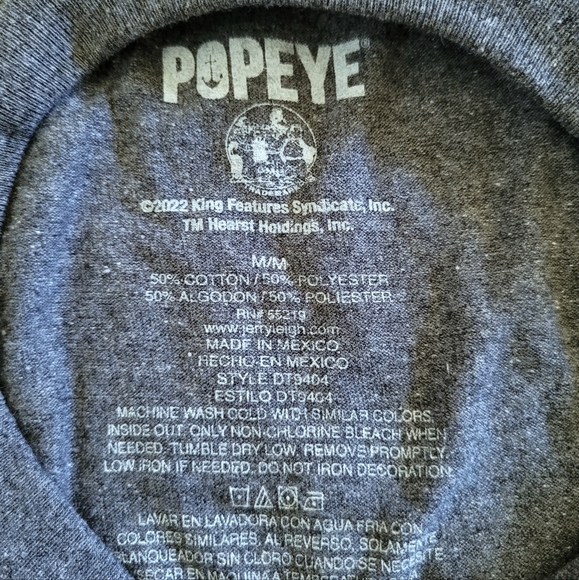 POPEYE®
TRADEMARK
©2022 King Features Syndicate, Inc.
TM Hearst Holdings, Inc.
M/M
50% COTTON / 50% POLYESTER
50% ALGODON / 50% POLIESTER
RN# 55219
www.jerryleigh.com
MADE IN MEXICO
HECHO EN MEXICO
STYLE DT9404
ESTILO DT9404
MACHINE WASH COLD WITH SIMILAR COLORS,
INSIDE OUT. ONLY NON-CHLORINE BLEACH WHEN
NEEDED. TUMBLE DRY LOW. REMOVE PROMPTLY.
LOW IRON IF NEEDED. DO NOT IRON DECORATION.
LAVAR EN LAVADORA CON AGUA FRIA CON
COLORES SIMILARES, AL REVERSO. SOLAMENTE
BLANQUEADOR SIN CLORO CUANDO SE NECESITE
SECAR EN MAQUINA A